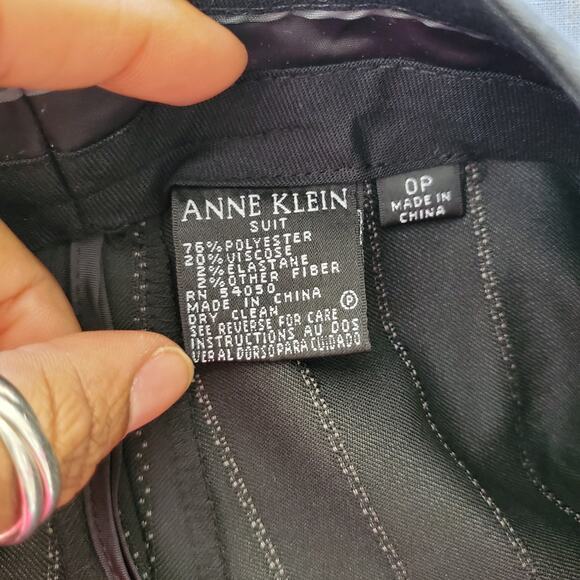 ANNE KLEIN
SUIT
76% POLYESTER
20% VISCOSE
2% ELASTANE
2% OTHER FIBER
RN 54050
MADE IN CHINA
DRY CLEAN Ⓟ
SEE REVERSE FOR CARE
INSTRUCTIONS AU DOS
VER AL DORSO PARA CUIDADO
0P
MADE IN
CHINA